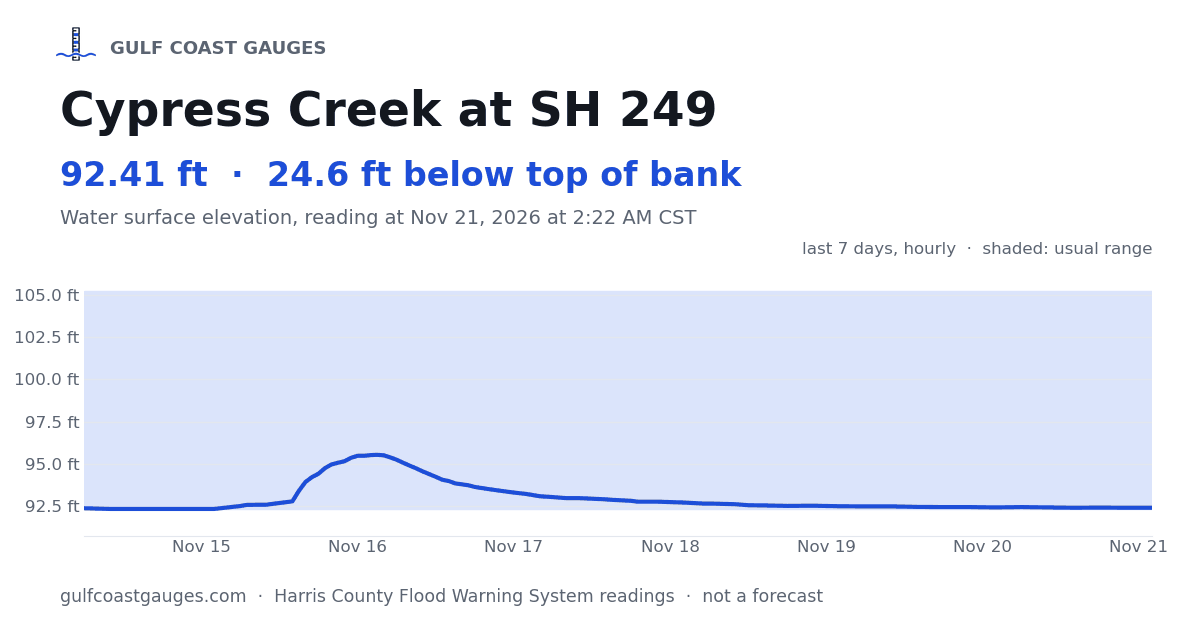 GULF COAST GAUGES
Cypress Creek at SH 249
92.41 ft · 24.6 ft below top of bank
Water surface elevation, reading at Nov 21, 2026 at 2:22 AM CST
last 7 days, hourly · shaded: usual range
105.0 ft
102.5 ft
100.0 ft
97.5 ft
95.0 ft
92.5 ft
Nov 15 Nov 16 Nov 17 Nov 18 Nov 19 Nov 20 Nov 21
gulfcoastgauges.com · Harris County Flood Warning System readings · not a forecast